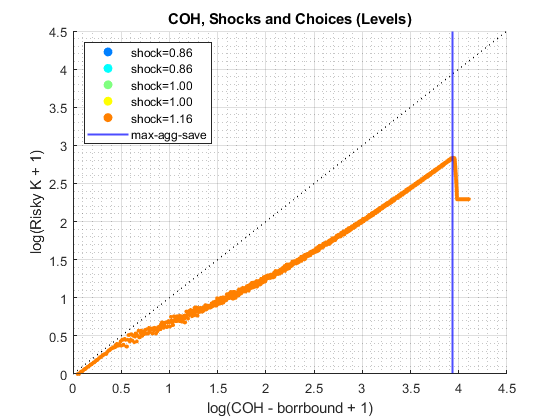 COH, Shocks and Choices (Levels)
4.5
4
3.5
3
2.5
2
1.5
1
0.5
0
log(Risky K + 1)
shock=0.86
shock=0.86
shock=1.00
shock=1.00
shock=1.16
max-agg-save
0 0.5 1 1.5 2 2.5 3 3.5 4 4.5
log(COH - borrbound + 1)